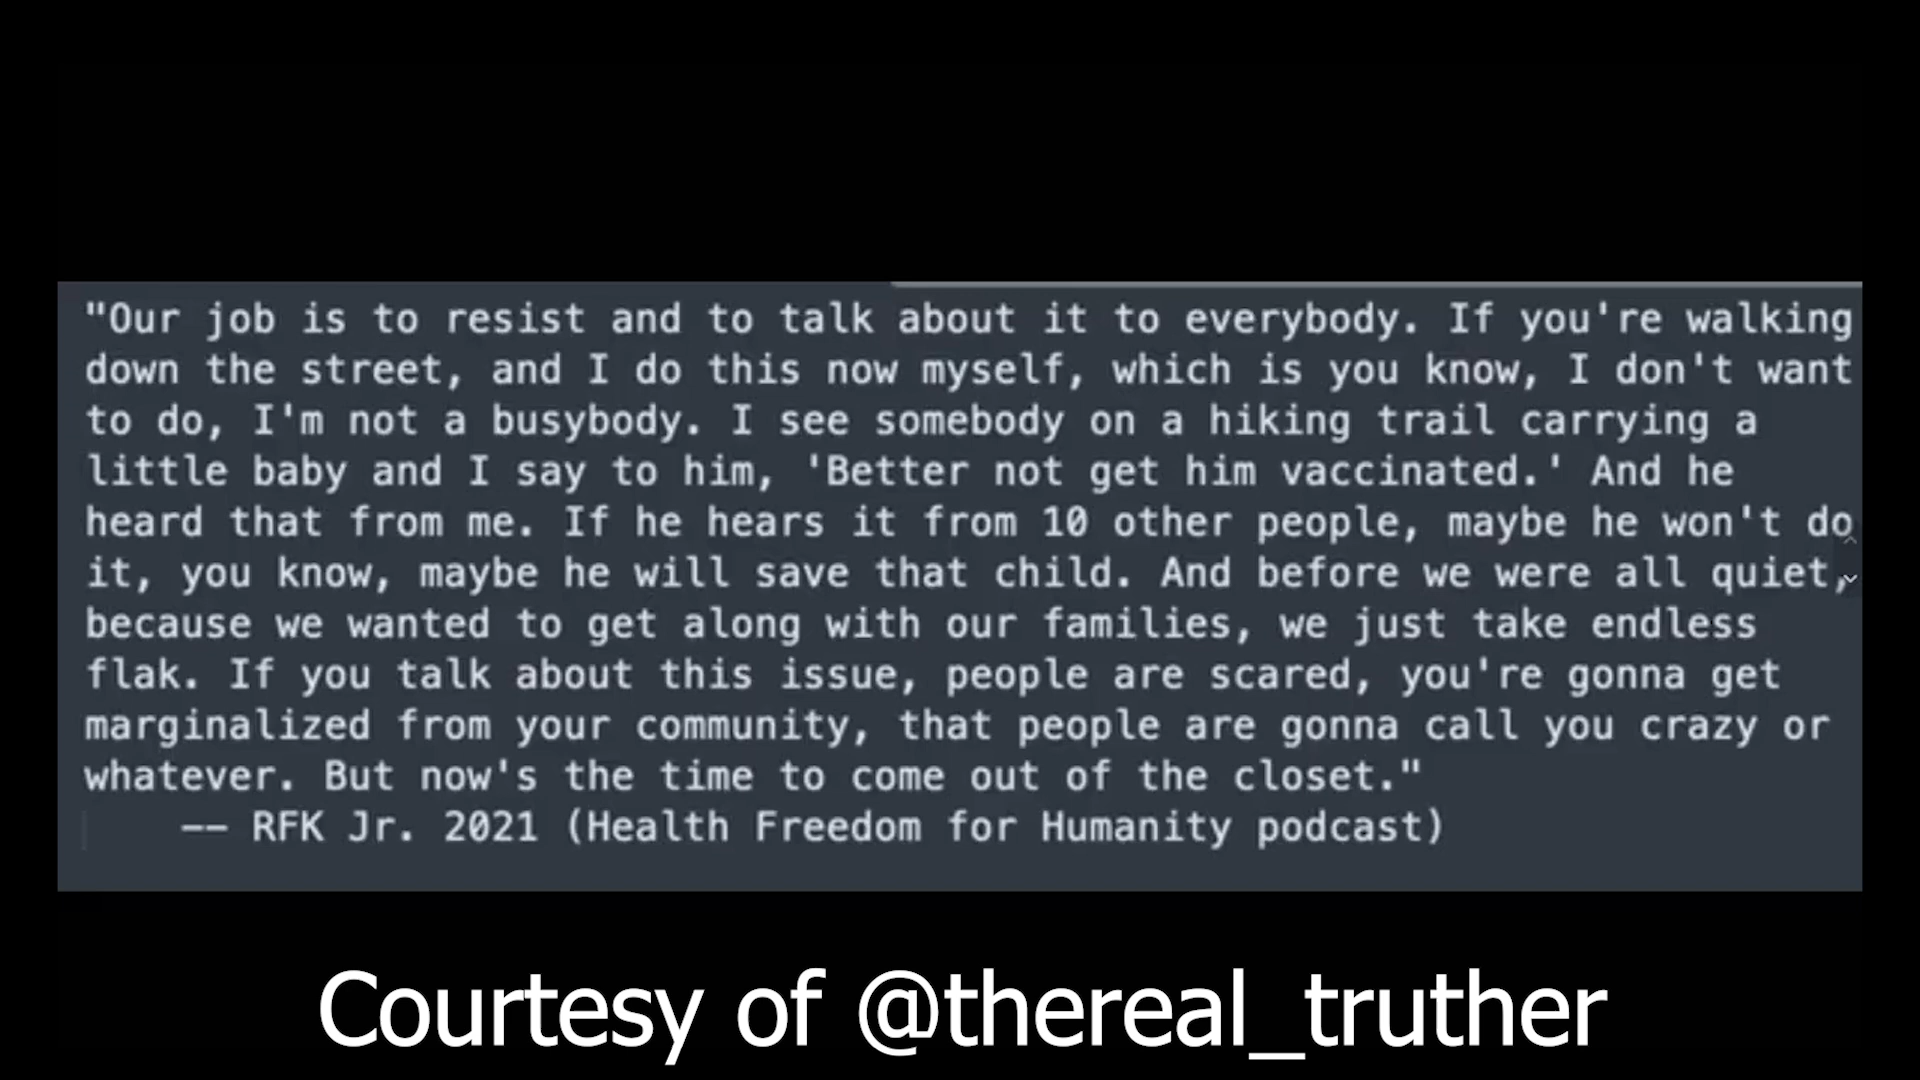 "Our job is to resist and to talk about it to everybody. If you're walking
down the street, and I do this now myself, which is you know, I don't want
to do, I'm not a busybody. I see somebody on a hiking trail carrying a
little baby and I say to him, 'Better not get him vaccinated.' And he
heard that from me. If he hears it from 10 other people, maybe he won't do
it, you know, maybe he will save that child. And before we were all quiet,
because we wanted to get along with our families, we just take endless
flak. If you talk about this issue, people are scared, you're gonna get
marginalized from your community, that people are gonna call you crazy or
whatever. But now's the time to come out of the closet."
-- RFK Jr. 2021 (Health Freedom for Humanity podcast)
Courtesy of @thereal_truther